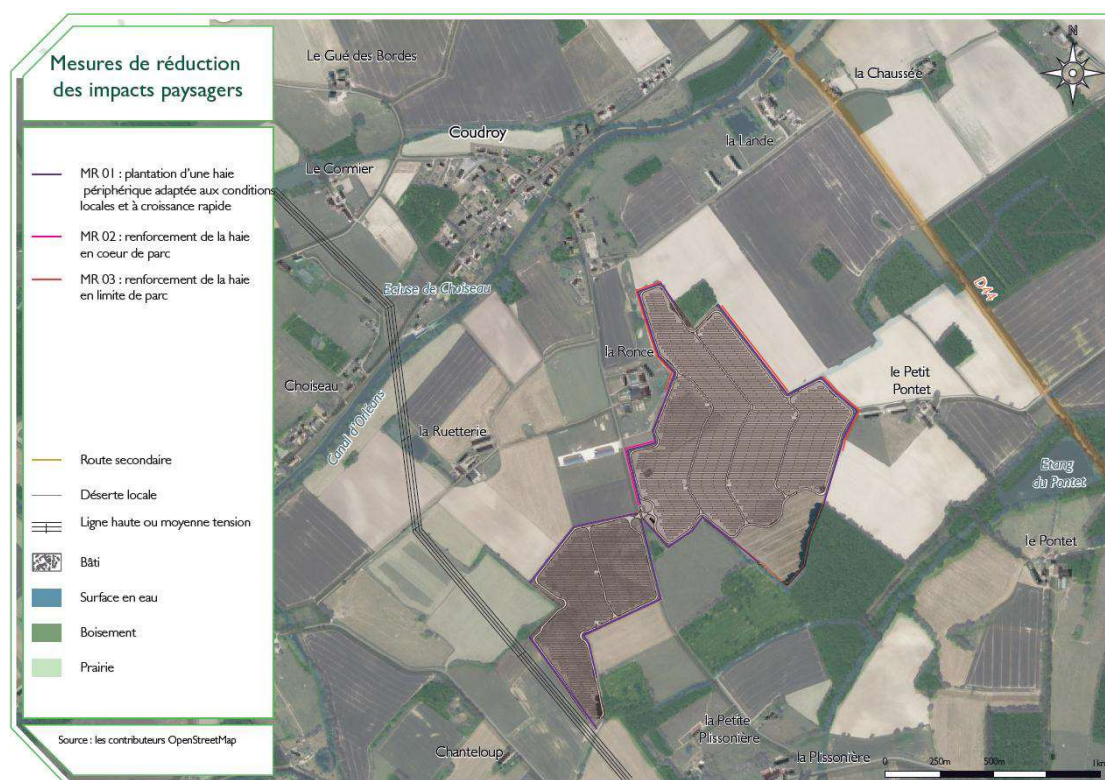 Mesures de réduction
des impacts paysagers
MR 01 : plantation d'une haie
périphérique adaptée aux conditions
locales et à croissance rapide
MR 02 : renforcement de la haie
en coeur de parc
MR 03 : renforcement de la haie
en limite de parc
Route secondaire
Déserte locale
Ligne haute ou moyenne tension
Bâti
Surface en eau
Boisement
Prairie
Source : les contributeurs OpenStreetMap
Le Gué des Bordes
la Chaussée
N
Coudroy
la Lande
Le Cormier
Ecluse de Choiseau
D44
la Ronce
le Petit
Pontet
Choiseau
Canal d'Orléans
la Ruetterie
Etang
du Pontet
le Pontet
la Petite
Plissonière
Chanteloup
la Plissonière
0 250m 500m 1km